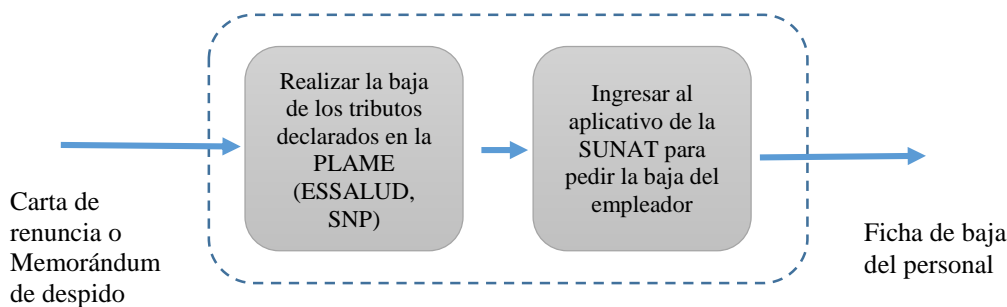 Carta de
renuncia o
Memorándum
de despido
Realizar la baja
de los tributos
declarados en la
PLAME
(ESSALUD,
SNP)
Ingresar al
aplicativo de la
SUNAT para
pedir la baja del
empleador
Ficha de baja
del personal